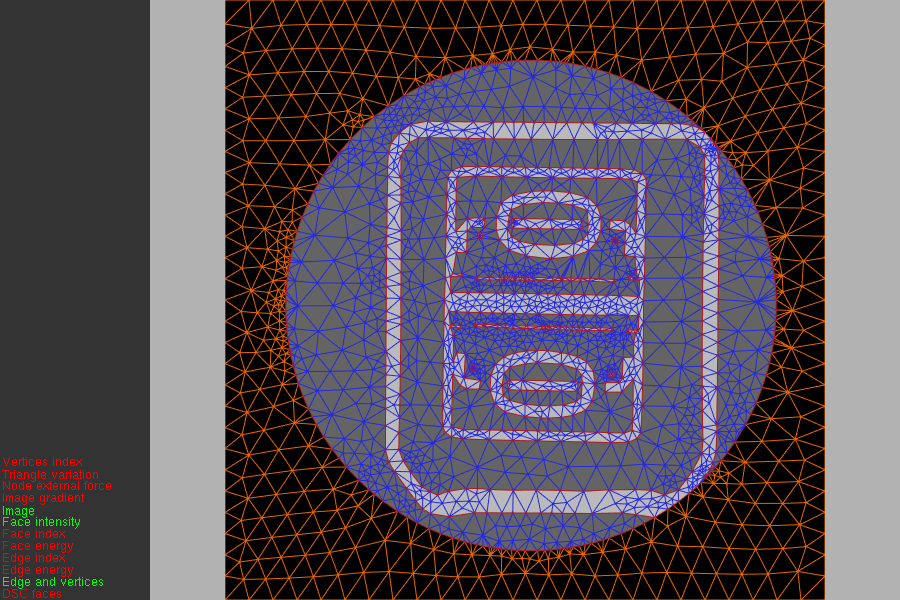 Vertices index
Triangle variation
Node external force
Image gradient
Image
Face intensity
Face index
Face energy
Edge index
Edge energy
Edge and vertices
DSC faces